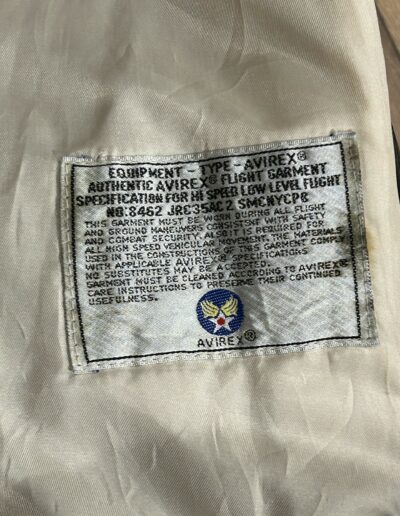 EQUIPMENT - TYPE - AVIREX®
AUTHENTIC AVIREX® FLIGHT GARMENT
SPECIFICATION FOR HI SPEED LOW LEVEL FLIGHT
NO:8462 JRC35AC2 SMCNYCP8
THIS GARMENT MUST BE WORN DURING ALL FLIGHT
AND GROUND MANEUVERS CONSISTENT WITH SAFETY
AND COMBAT SECURITY ALSO IT IS REQUIRED FOR
ALL HIGH SPEED VEHICULAR MOVEMENT. THE MATERIALS
USED IN THE CONSTRUCTIONS OF THIS GARMENT COMPLY
WITH APPLICABLE AVIREX® SPECIFICATIONS.
NO SUBSTITUTES MAY BE ACCEPTED. THIS
GARMENT MUST BE CLEANED ACCORDING TO AVIREX®
CARE INSTRUCTIONS TO PRESERVE THEIR CONTINUED
USEFULNESS.
AVIREX®